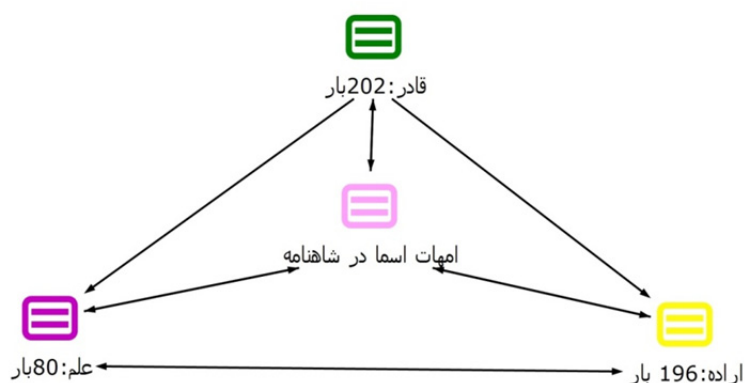 قادر:202بار
امهات اسما در شاهنامه
علم:80بار
اراده:196 بار